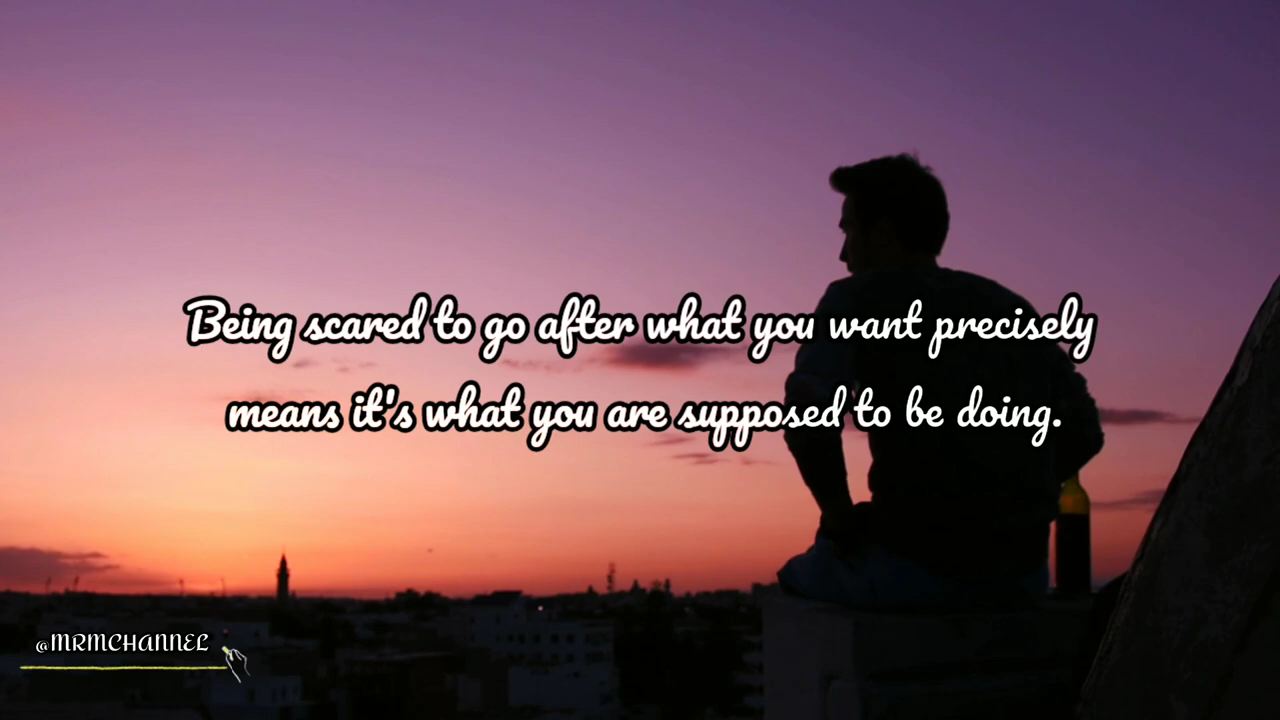 Being scared to go after what you want precisely
means it's what you are supposed to be doing.
@MRMCHANNEL